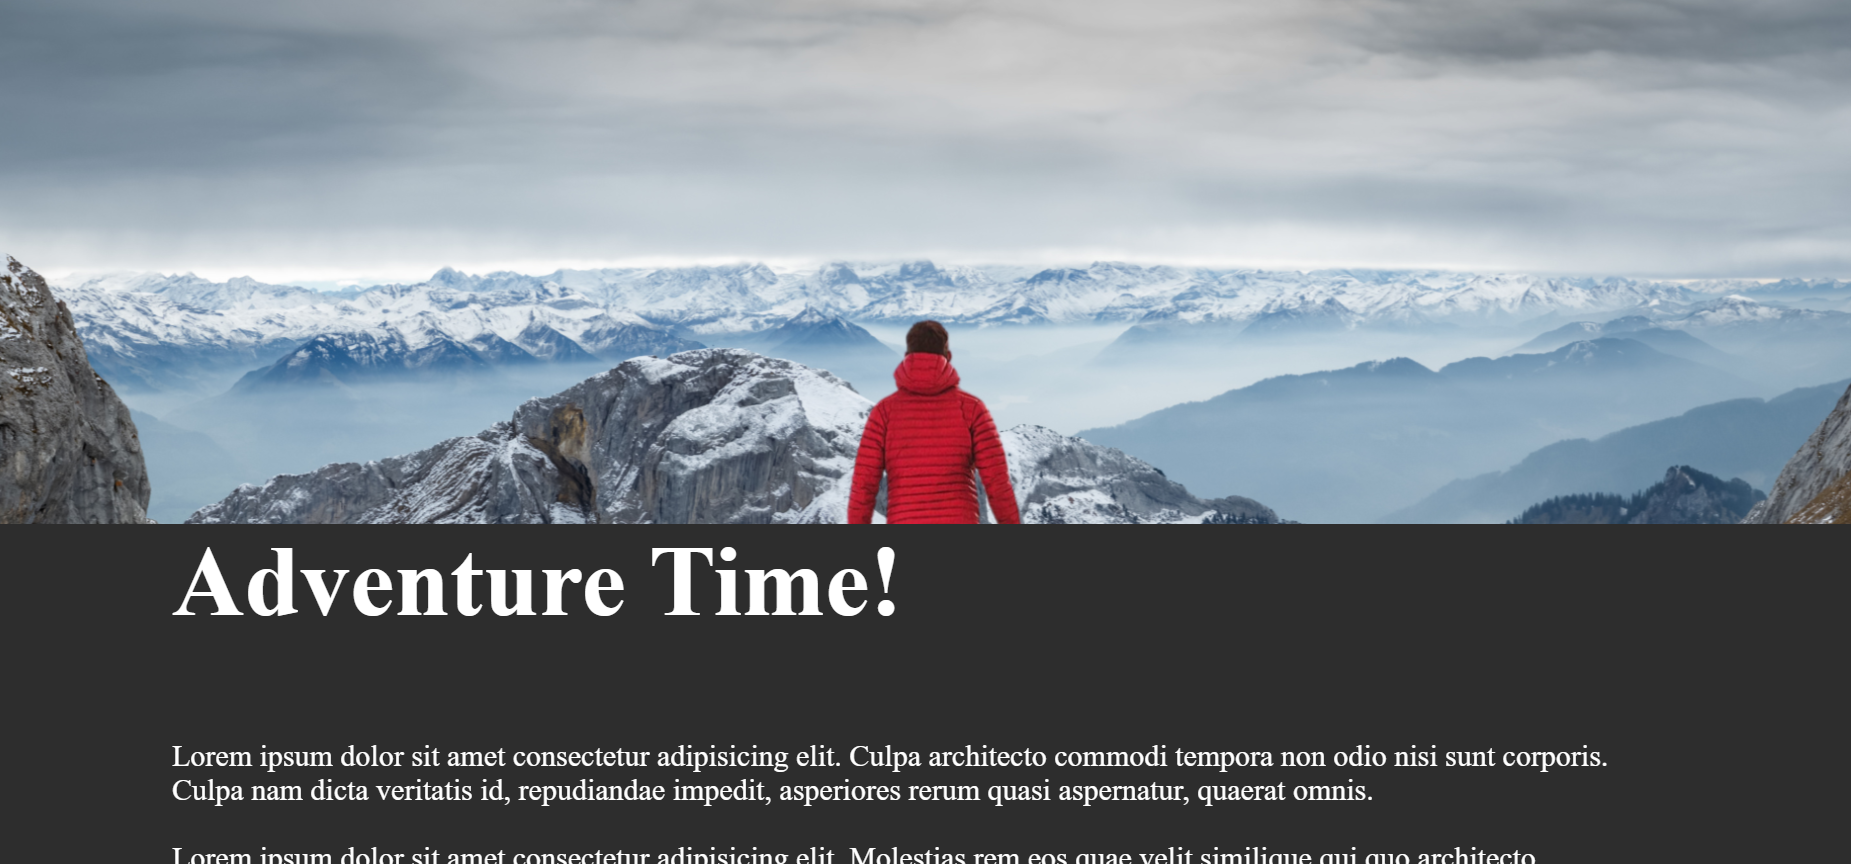 Adventure Time!
Lorem ipsum dolor sit amet consectetur adipisicing elit. Culpa architecto commodi tempora non odio nisi sunt corporis.
Culpa nam dicta veritatis id, repudiandae impedit, asperiores rerum quasi aspernatur, quaerat omnis.
Lorem ipsum dolor sit amet consectetur adipisicing elit. Molestias rem eos quae velit similique qui quo architecto